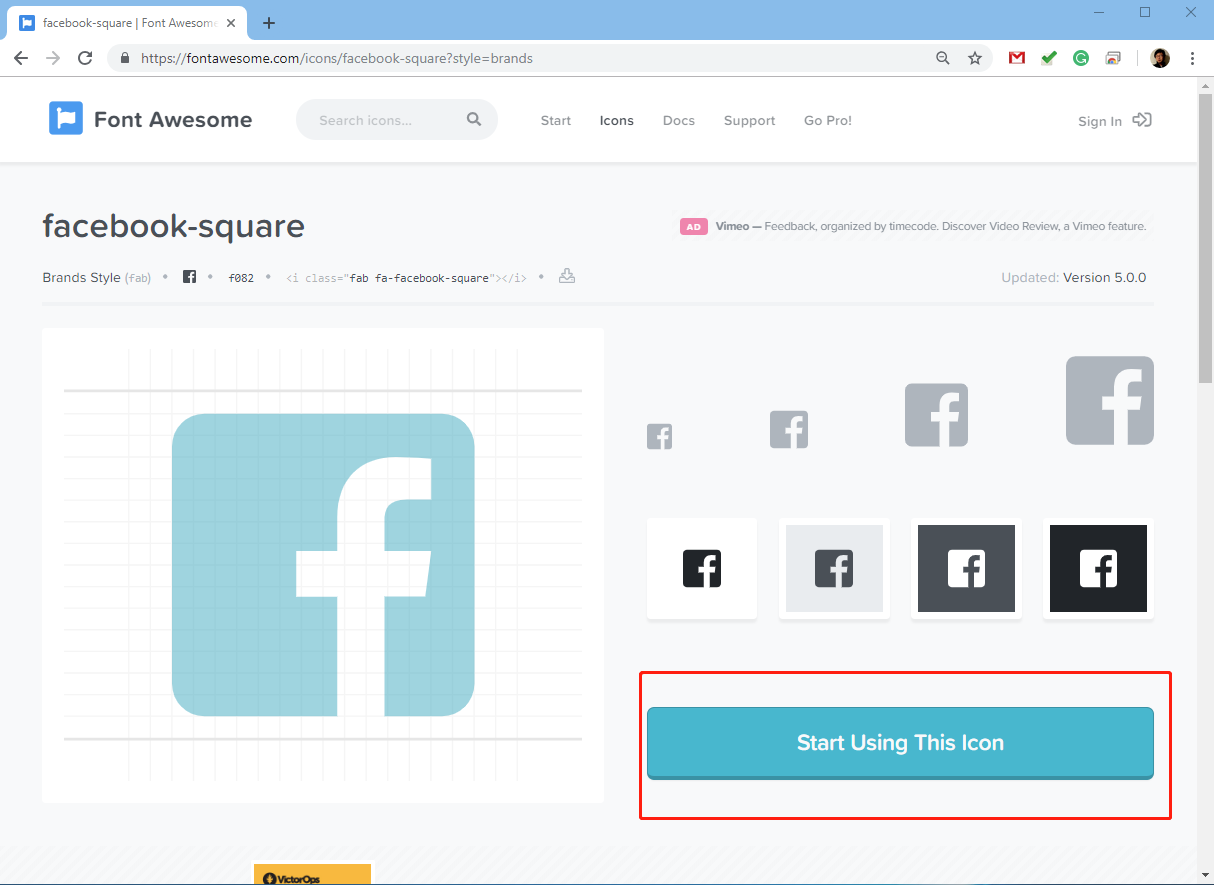 facebook-square | Font Awesome
https://fontawesome.com/icons/facebook-square?style=brands
Font Awesome
Search icons...
Start
Icons
Docs
Support
Go Pro!
Sign In
facebook-square
AD Vimeo — Feedback, organized by timecode. Discover Video Review, a Vimeo feature.
Brands Style (fab) • • f082 • <i class="fab fa-facebook-square"></i> •
Updated: Version 5.0.0
Start Using This Icon
VictorOps